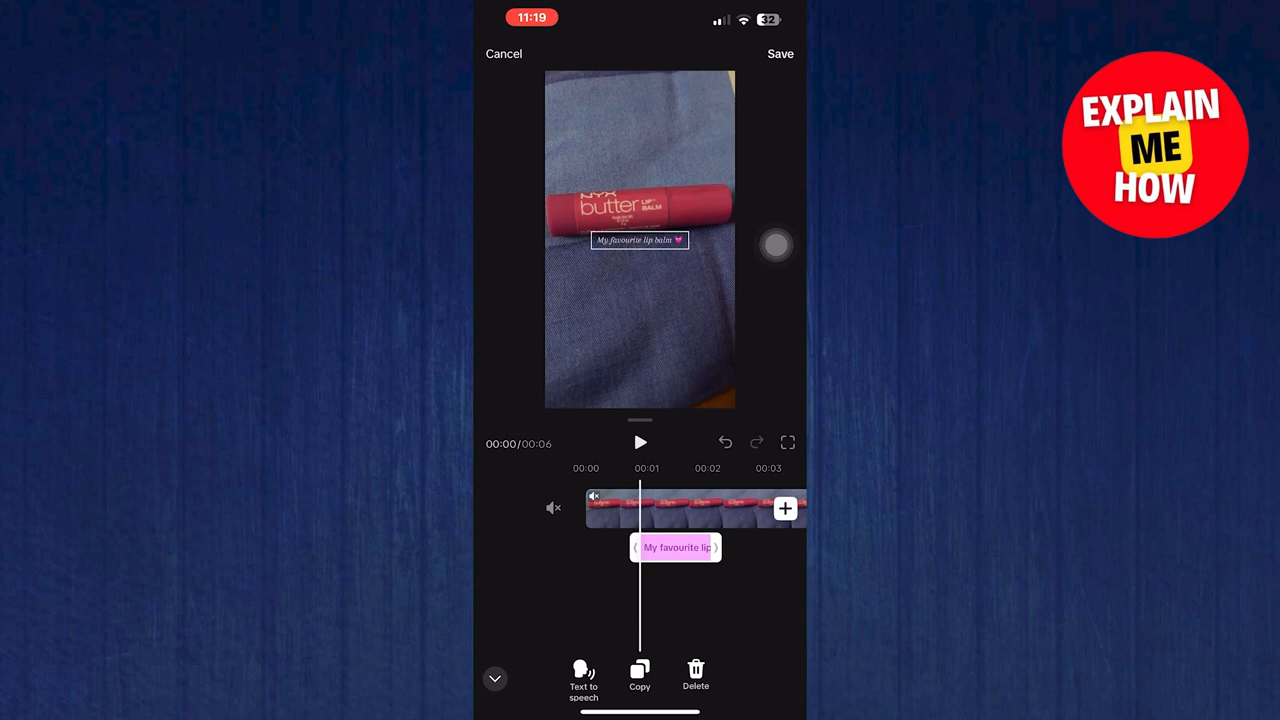 11:19
32
Cancel
Save
EXPLAIN
ME
HOW
NYX
butter LIP BALM
My favourite lip balm 💓
00:00/00:06
00:00 00:01 00:02 00:03
My favourite lip
Text to speech
Copy
Delete